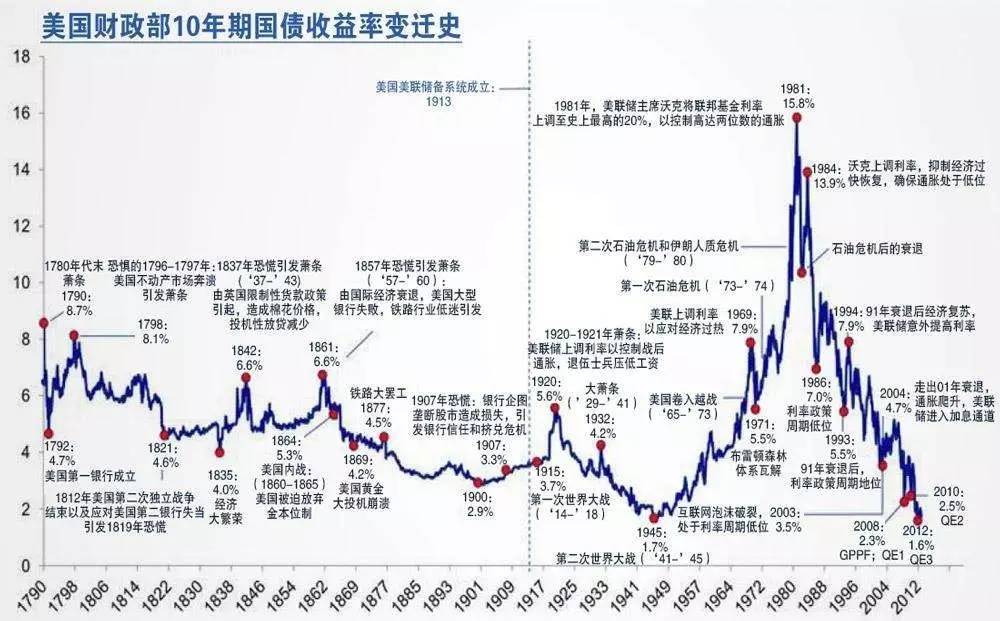 美国财政部10年期国债收益率变迁史
18
16
14
12
10
8
6
4
2
0
美国美联储备系统成立：
1913
1981：
15.8%
1981年，美联储主席沃克将联邦基金利率
上调至史上最高的20%，以控制高达两位数的通胀
1984：
13.9%
沃克上调利率，抑制经济过
快恢复，确保通胀处于低位
第二次石油危机和伊朗人质危机
（‘79-’80）
石油危机后的衰退
第一次石油危机（‘73-’74）
1780年代末
萧条
1790：
8.7%
恐惧的1796-1797年：
美国不动产市场奔溃
引发萧条
1798：
8.1%
1837年恐慌引发萧条
（‘37-’43）
由英国限制性货款政策
引起，造成棉花价格，
投机性放贷减少
1842：
6.6%
1857年恐慌引发萧条
（‘57-’60）：
由国际经济衰退，美国大型
银行失败，铁路行业低迷引发
1861：
6.6%
1792：
4.7%
美国第一银行成立
1821：
4.6%
1812年美国第二次独立战争
结束以及应对美国第二银行失当
引发1819年恐慌
1835：
4.0%
经济
大繁荣
1864：
5.3%
美国内战：
（1860-1865）
美国被迫放弃
金本位制
铁路大罢工
1877：
4.5%
1869：
4.2%
美国黄金
大投机崩溃
1907年恐慌：银行企图
垄断股市造成损失，引
发银行信任和挤兑危机
1907：
3.3%
1900：
2.9%
1920-1921年萧条：
美联储上调利率以控制战后
通胀，退伍士兵压低工资
1920：
5.6%
1915：
3.7%
第一次世界大战
（‘14-’18）
大萧条
（‘29-’41）
1932：
4.2%
1945：
1.7%
第二次世界大战（‘41-’45）
美联上调利率
以应对经济过热
1969：
7.9%
美国卷入越战
（‘65-’73）
1971：
5.5%
布雷顿森林
体系瓦解
1986：
7.0%
利率政策
周期低位
1994：
7.9%
91年衰退后经济复苏，
美联储意外提高利率
1993：
5.5%
91年衰退后，
利率政策周期地位
2004：
4.7%
走出01年衰退，
通胀爬升，美联
储进入加息通道
互联网泡沫破裂，
处于利率周期低位
2003：
3.5%
2008：
2.3%
GPPF；QE1
2010：
2.5%
QE2
2012：
1.6%
QE3
1790
1798
1806
1814
1822
1830
1838
1846
1854
1862
1869
1877
1885
1893
1901
1909
1917
1925
1933
1941
1949
1957
1964
1972
1980
1988
1996
2004
2012